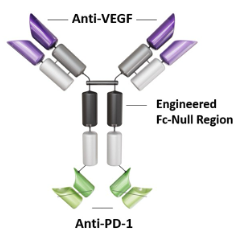 Anti-VEGF
Engineered
Fc-Null Region
Anti-PD-1